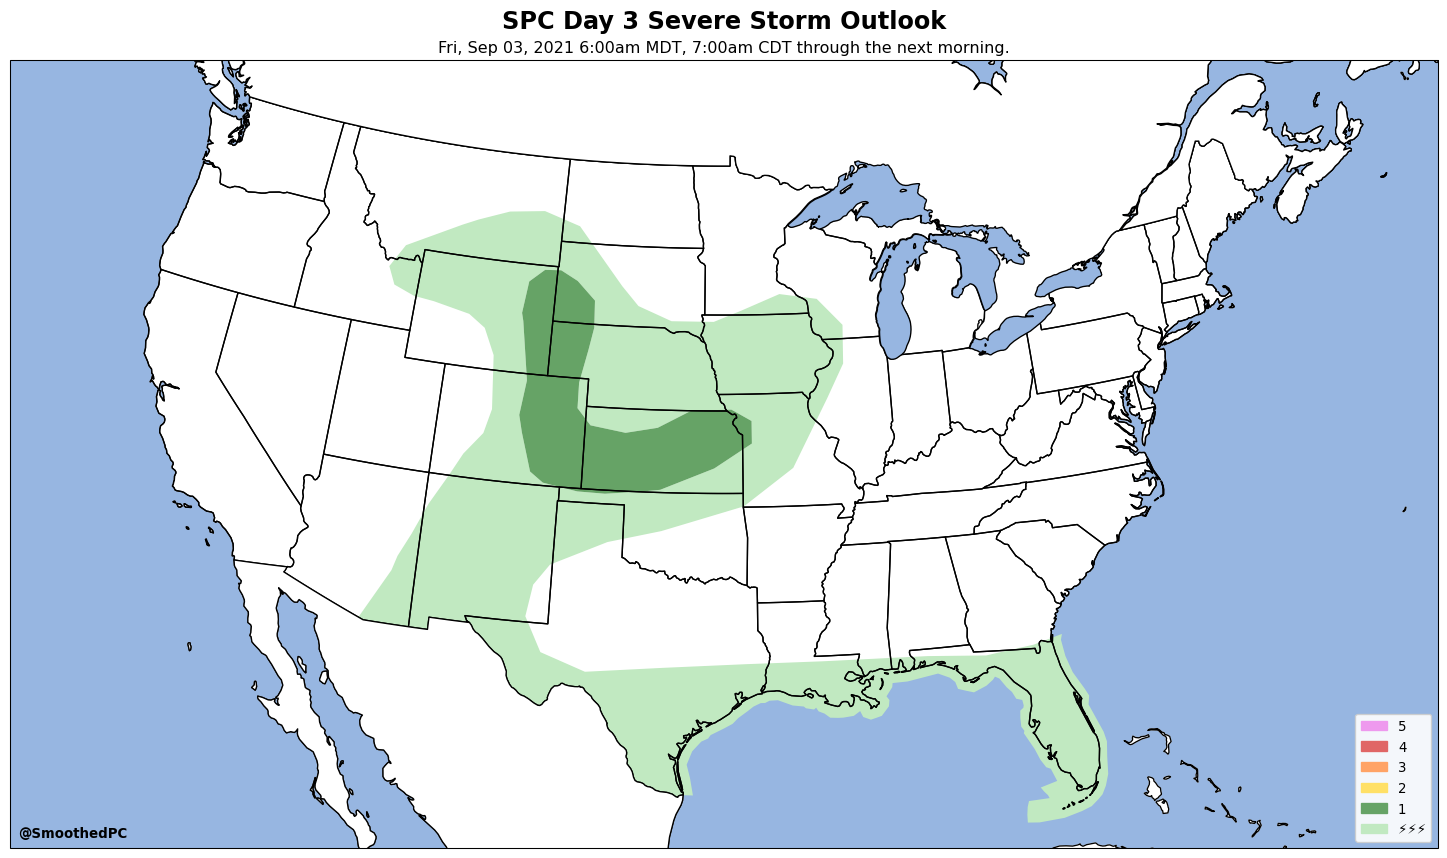 SPC Day 3 Severe Storm Outlook
Fri, Sep 03, 2021 6:00am MDT, 7:00am CDT through the next morning.
5
4
3
2
1
⚡⚡⚡
@SmoothedPC